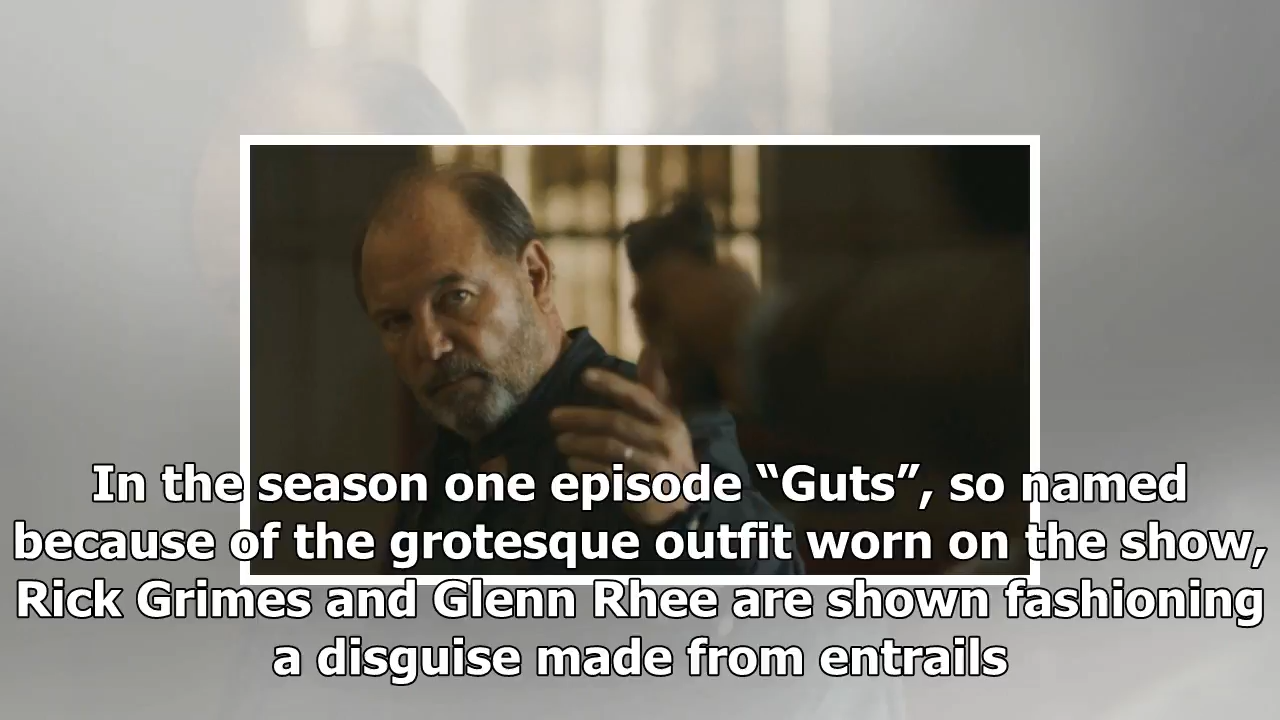 In the season one episode “Guts”, so named
because of the grotesque outfit worn on the show,
Rick Grimes and Glenn Rhee are shown fashioning
a disguise made from entrails